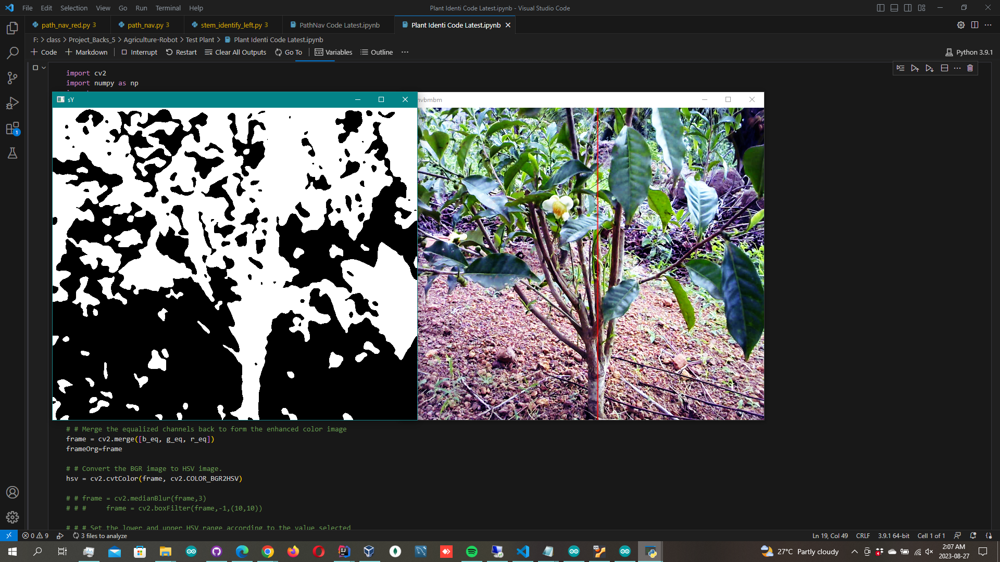 File Edit Selection View Go Run Terminal Help
Plant Identi Code Latest.ipynb - Visual Studio Code
path_nav_red.py 3
path_nav.py 3
stem_identify_left.py 3
PathNav Code Latest.ipynb
Plant Identi Code Latest.ipynb
F: > class > Project_Backs_5 > Agriculture-Robot > Test Plant > Plant Identi Code Latest.ipynb
+ Code + Markdown Interrupt Restart Clear All Outputs Go To Variables Outline ···
Python 3.9.1
1
import cv2
import numpy as np
sY
nvbmbm
# # Merge the equalized channels back to form the enhanced color image
frame = cv2.merge([b_eq, g_eq, r_eq])
frameOrg=frame
# # Convert the BGR image to HSV image.
hsv = cv2.cvtColor(frame, cv2.COLOR_BGR2HSV)
# # frame = cv2.medianBlur(frame,3)
# # #     frame = cv2.boxFilter(frame,-1,(10,10))
# # # Set the lower and upper HSV range according to the value selected
0 9 3 files to analyze
Ln 19, Col 49 CRLF 3.9.1 64-bit Cell 1 of 1
27°C Partly cloudy
2:07 AM
2023-08-27